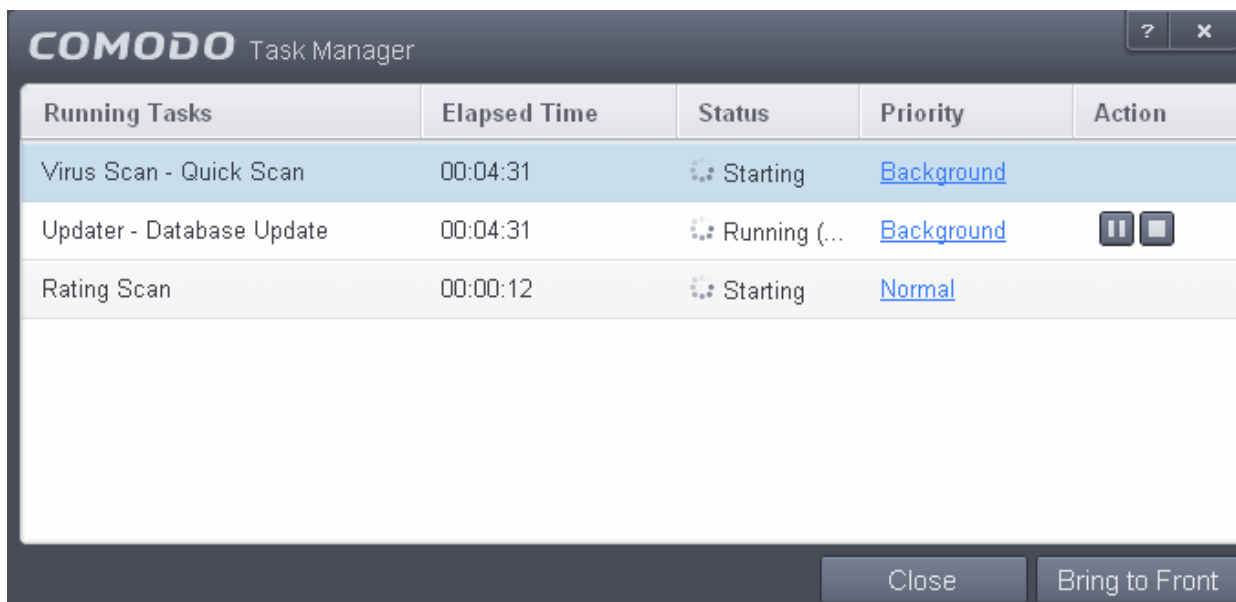 COMODO Task Manager ? x
Running Tasks Elapsed Time Status Priority Action
Virus Scan - Quick Scan 00:04:31 Starting Background
Updater - Database Update 00:04:31 Running (... Background
Rating Scan 00:00:12 Starting Normal
Close Bring to Front